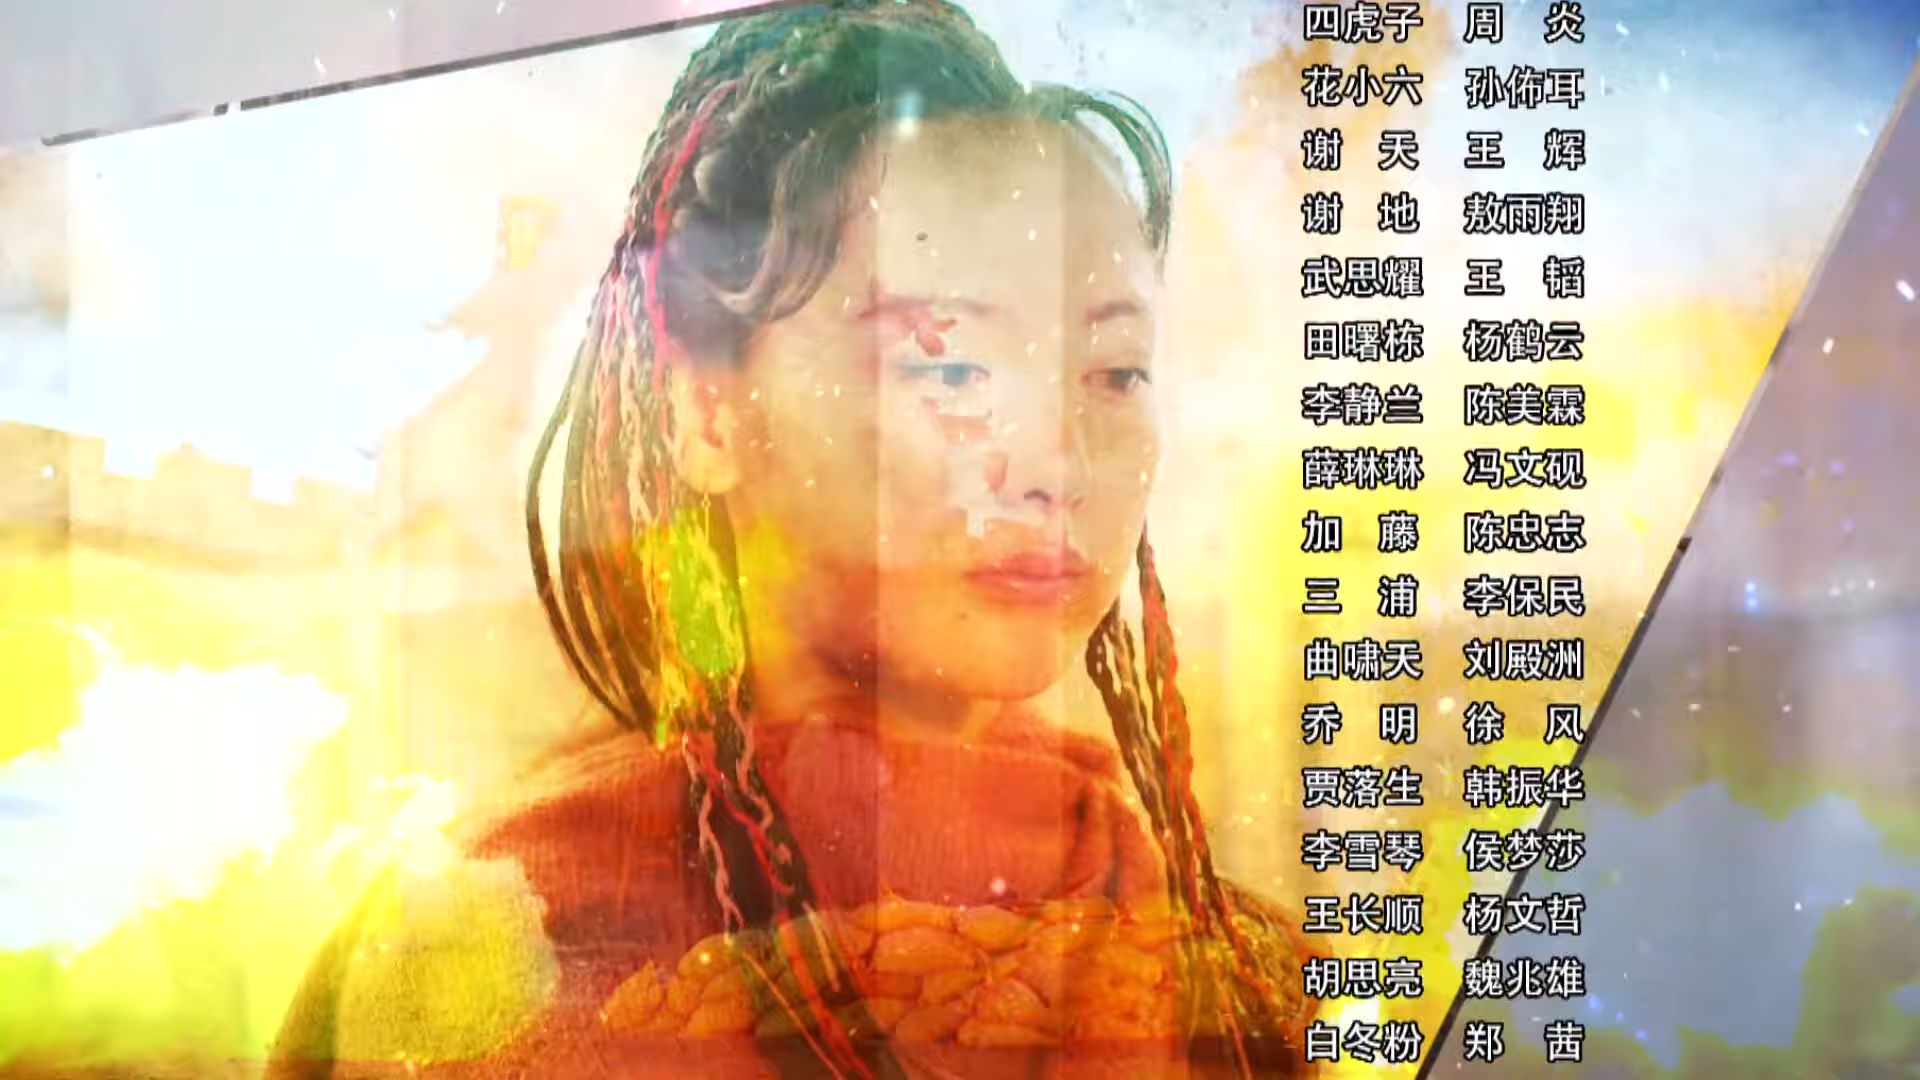 四虎子 周炎
花小六 孙佈耳
谢天 王辉
谢地 敖雨翔
武思耀 王韬
田曙栋 杨鹤云
李静兰 陈美霖
薛琳琳 冯文砚
加藤 陈忠志
三浦 李保民
曲啸天 刘殿洲
乔明 徐风
贾落生 韩振华
李雪琴 侯梦莎
王长顺 杨文哲
胡思亮 魏兆雄
白冬粉 郑茜